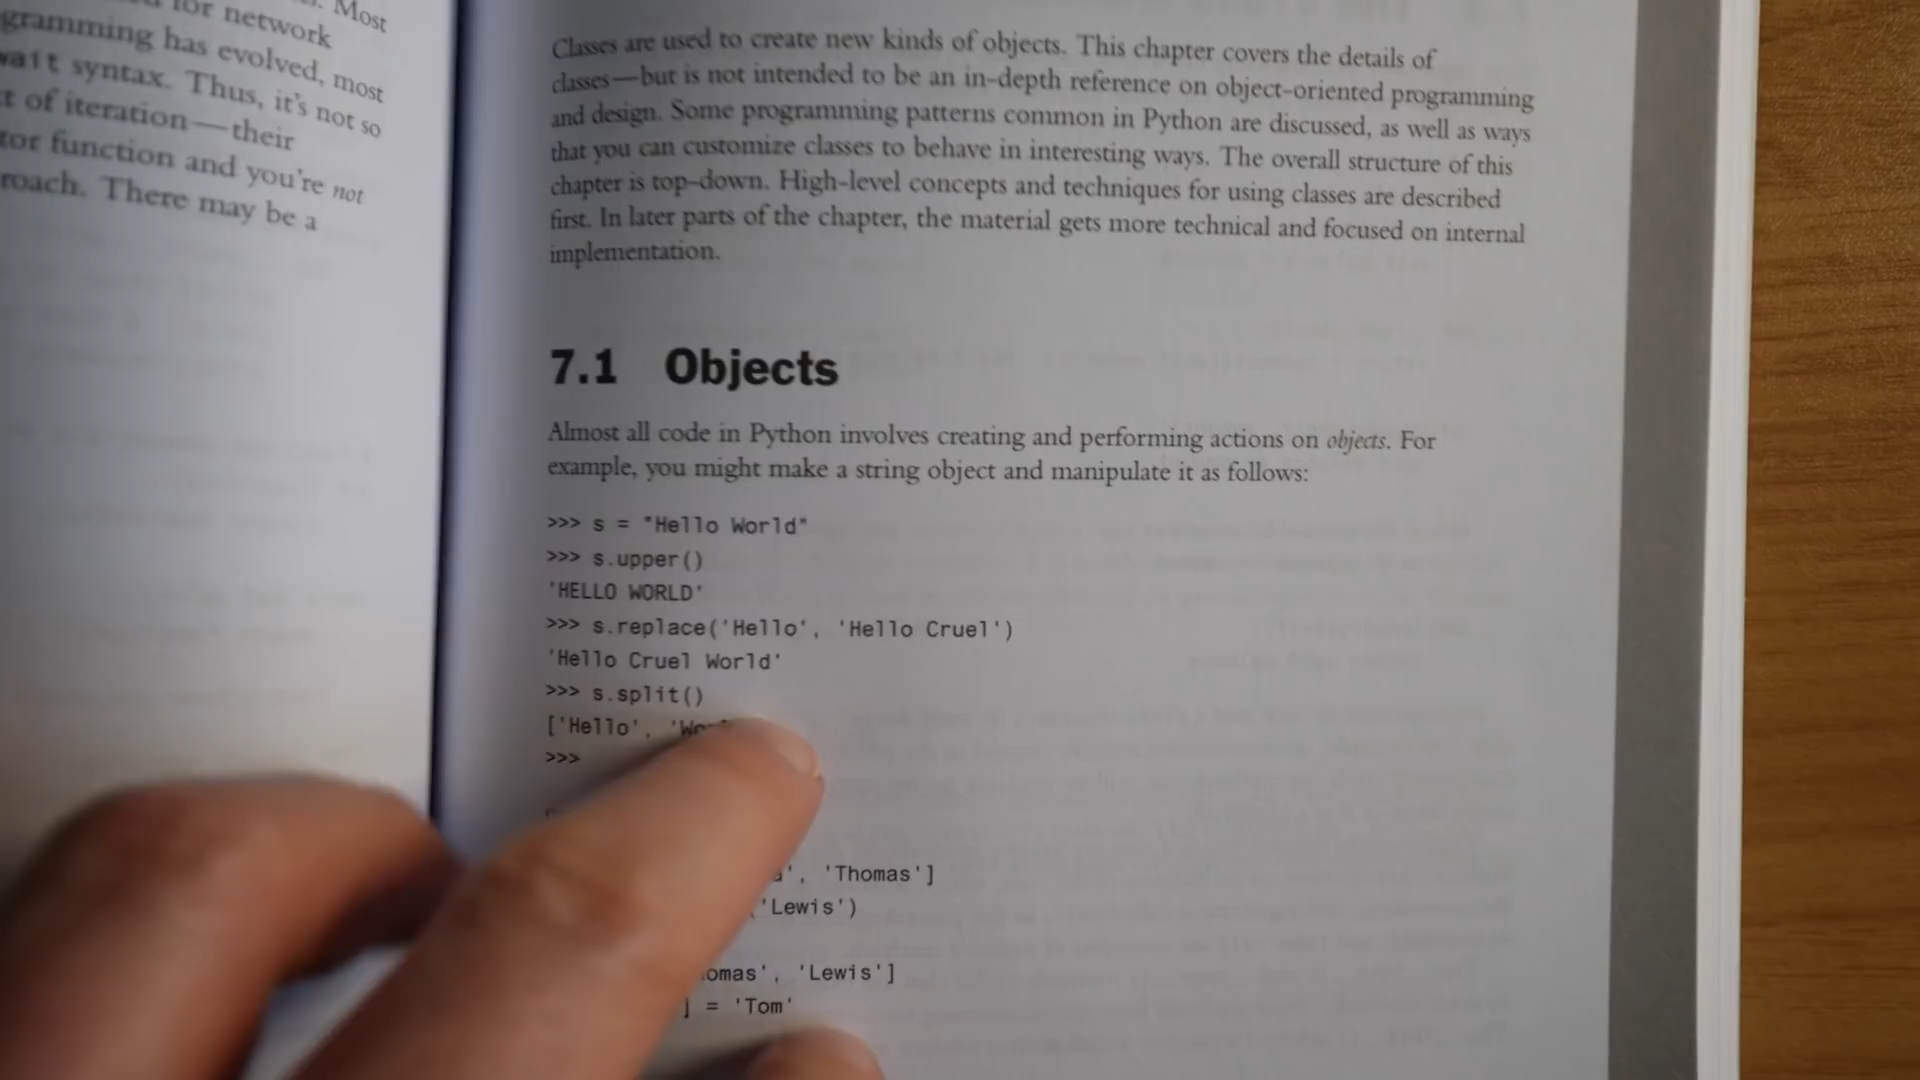 Most
for network
gramming has evolved, most
wait syntax. Thus, it's not so
t of iteration—their
tor function and you're not
roach. There may be a
Classes are used to create new kinds of objects. This chapter covers the details of
classes—but is not intended to be an in-depth reference on object-oriented programming
and design. Some programming patterns common in Python are discussed, as well as ways
that you can customize classes to behave in interesting ways. The overall structure of this
chapter is top-down. High-level concepts and techniques for using classes are described
first. In later parts of the chapter, the material gets more technical and focused on internal
implementation.
7.1 Objects
Almost all code in Python involves creating and performing actions on objects. For
example, you might make a string object and manipulate it as follows:
>>> s = "Hello World"
>>> s.upper()
'HELLO WORLD'
>>> s.replace('Hello', 'Hello Cruel')
'Hello Cruel World'
>>> s.split()
['Hello', 'Wor
>>>
', 'Thomas']
'Lewis')
omas', 'Lewis']
] = 'Tom'